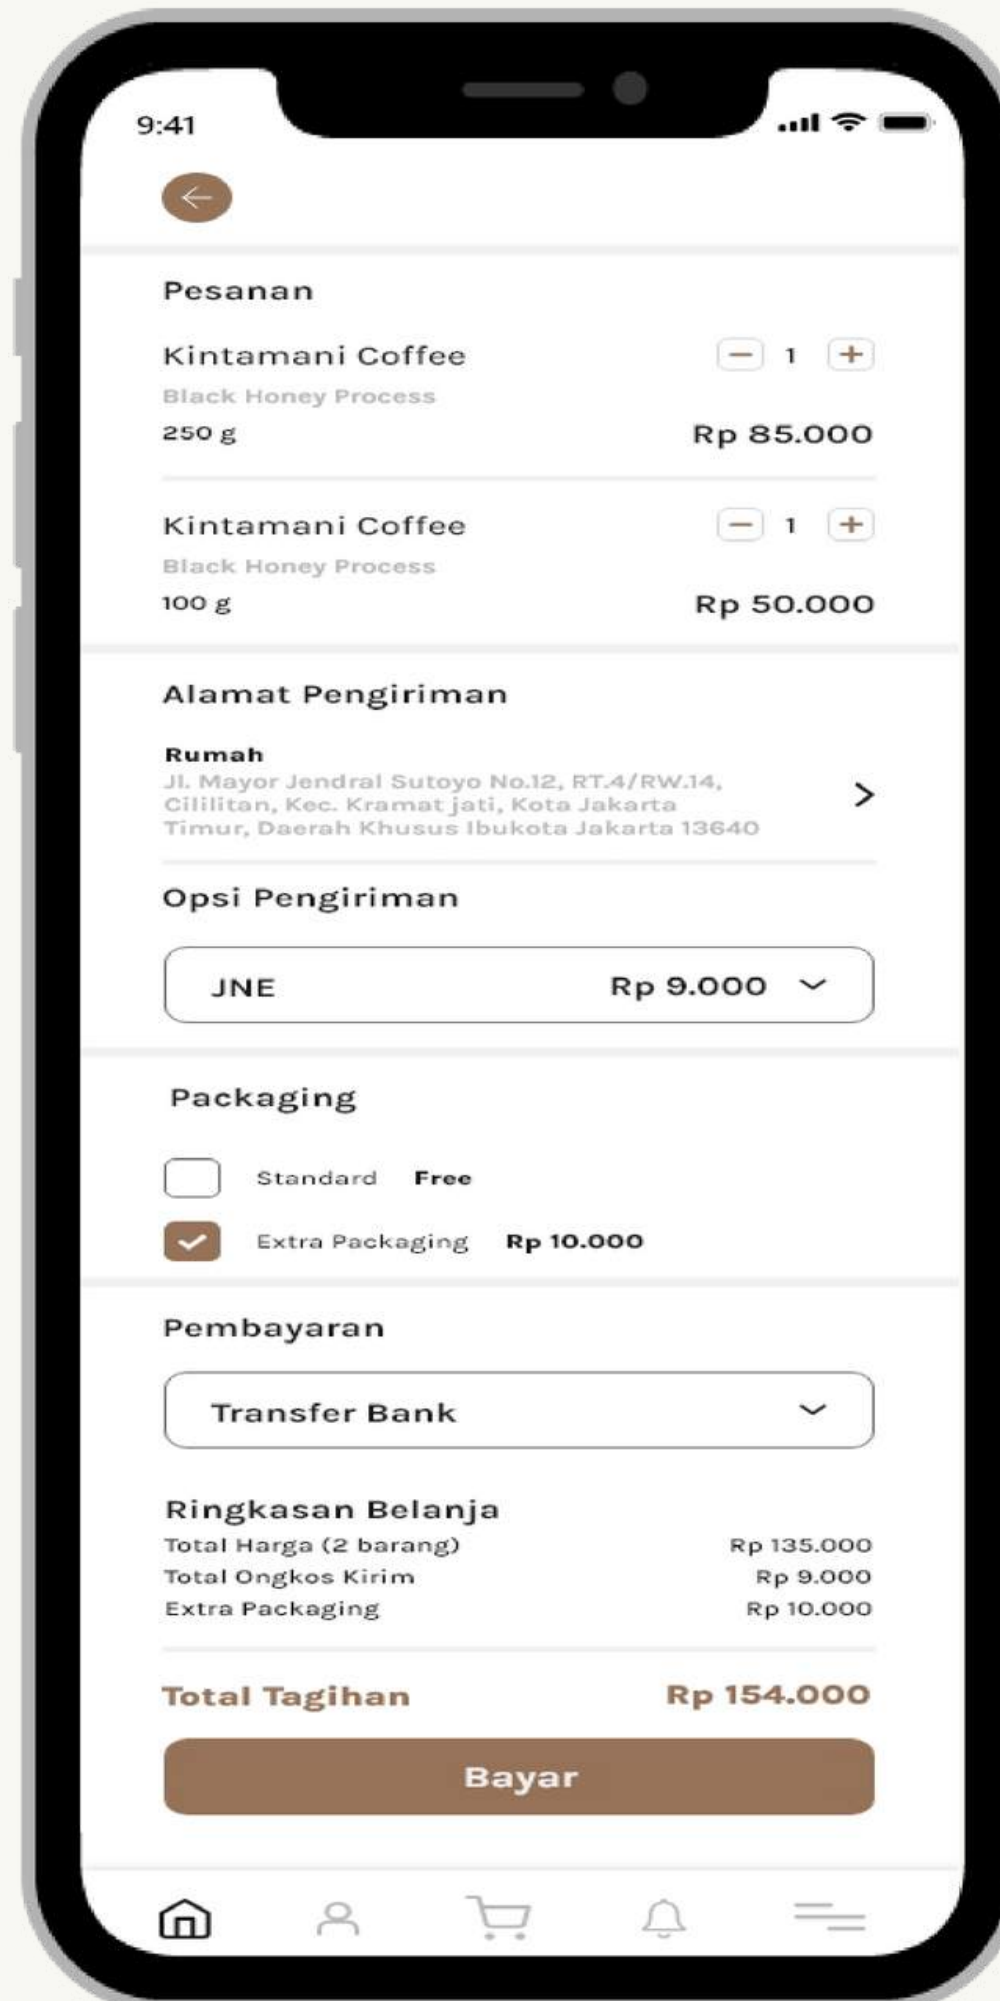 9:41
Pesanan
Kintamani Coffee
1
Black Honey Process
250 g
Rp 85.000
Kintamani Coffee
1
Black Honey Process
100 g
Rp 50.000
Alamat Pengiriman
Rumah
Jl. Mayor Jendral Sutoyo No.12, RT.4/RW.14,
Cililitan, Kec. Kramat jati, Kota Jakarta
Timur, Daerah Khusus Ibukota Jakarta 13640
Opsi Pengiriman
JNE Rp 9.000
Packaging
Standard Free
Extra Packaging Rp 10.000
Pembayaran
Transfer Bank
Ringkasan Belanja
Total Harga (2 barang) Rp 135.000
Total Ongkos Kirim Rp 9.000
Extra Packaging Rp 10.000
Total Tagihan Rp 154.000
Bayar